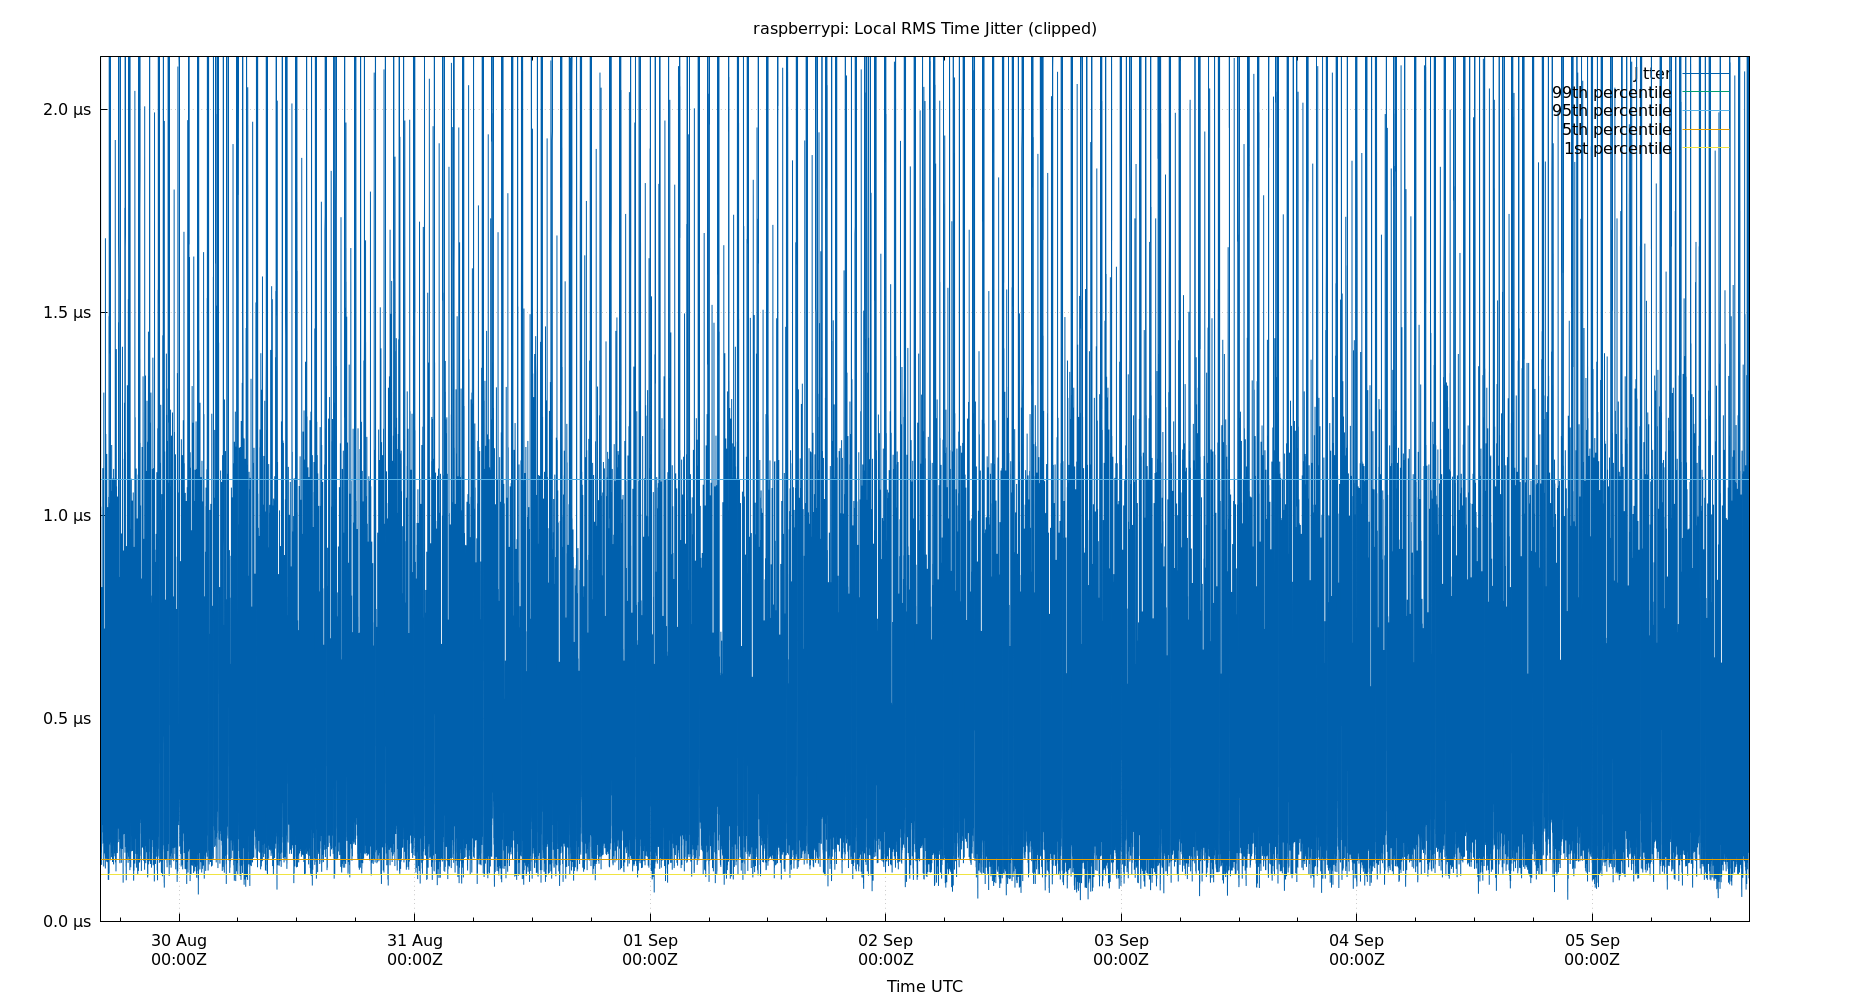 raspberrypi: Local RMS Time Jitter (clipped)
jitter
99th percentile
95th percentile
5th percentile
1st percentile
2.0 µs
1.5 µs
1.0 µs
0.5 µs
0.0 µs
30 Aug 31 Aug 01 Sep 02 Sep 03 Sep 04 Sep 05 Sep
00:00Z 00:00Z 00:00Z 00:00Z 00:00Z 00:00Z 00:00Z
Time UTC